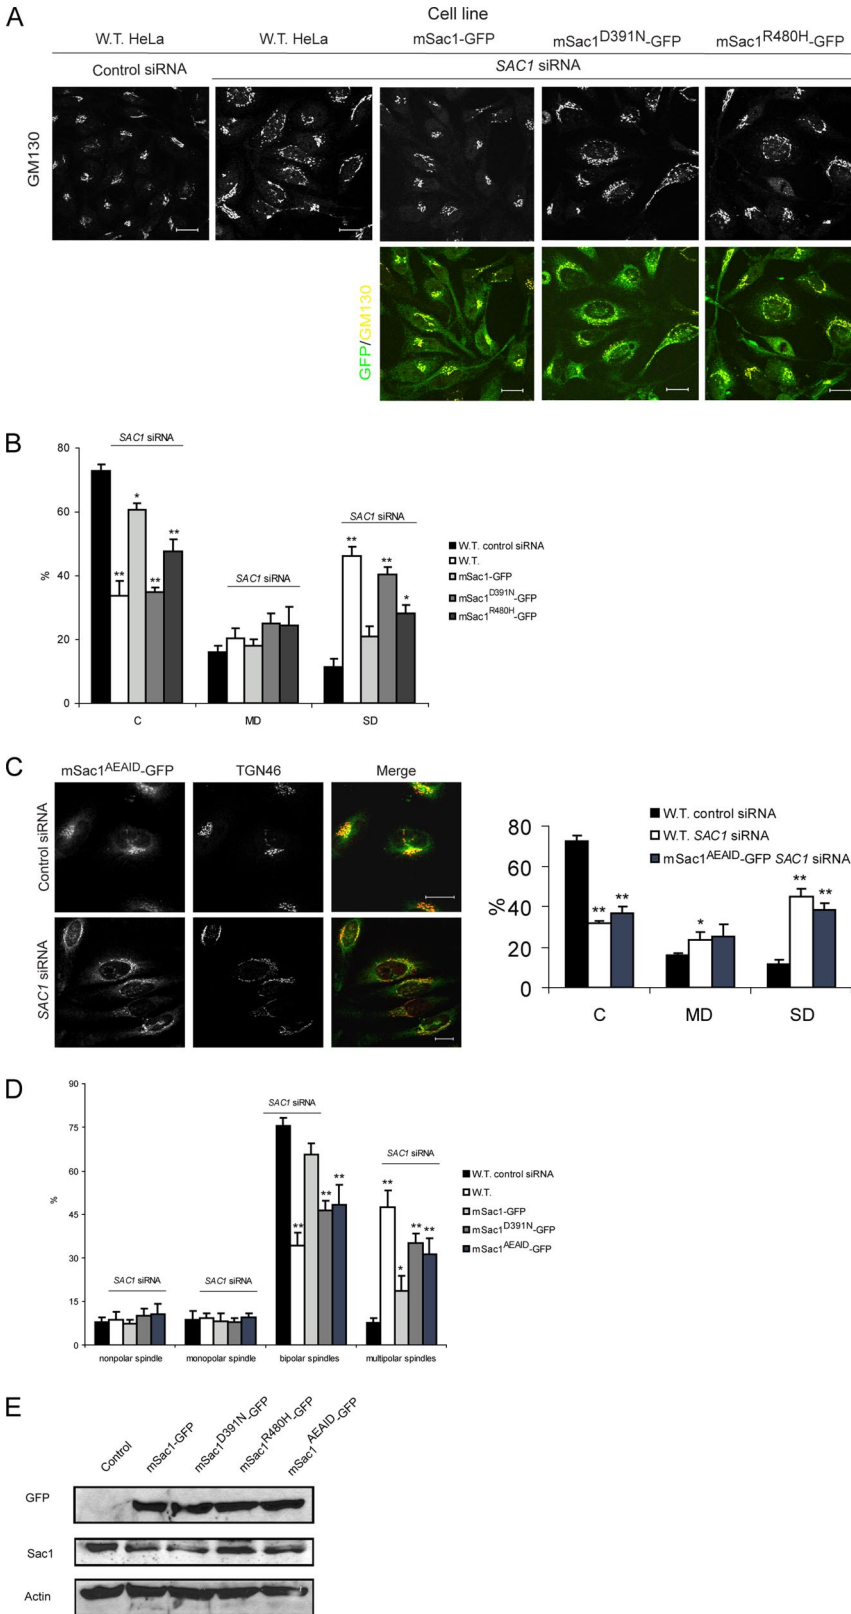 A
Cell line
W.T. HeLa W.T. HeLa mSac1-GFP mSac1D391N-GFP mSac1R480H-GFP
Control siRNA SAC1 siRNA
GM130
GFP/GM130
B
SAC1 siRNA
SAC1 siRNA
SAC1 siRNA
80
60
40
20
0
%
* ** ** ** ** ** *
C MD SD
W.T. control siRNA
W.T.
mSac1-GFP
mSac1D391N-GFP
mSac1R480H-GFP
C
mSac1AEAID-GFP TGN46 Merge
Control siRNA
SAC1 siRNA
W.T. control siRNA
W.T. SAC1 siRNA
mSac1AEAID-GFP SAC1 siRNA
80
60
40
20
0
%
** ** * ** **
C MD SD
D
90
75
60
45
30
15
0
%
SAC1 siRNA
SAC1 siRNA
SAC1 siRNA
SAC1 siRNA
** ** ** ** * ** **
nonpolar spindle monopolar spindle bipolar spindles multipolar spindles
W.T. control siRNA
W.T.
mSac1-GFP
mSac1D391N-GFP
mSac1AEAID-GFP
E
Control mSac1-GFP mSac1D391N-GFP mSac1R480H-GFP mSac1AEAID-GFP
GFP
Sac1
Actin